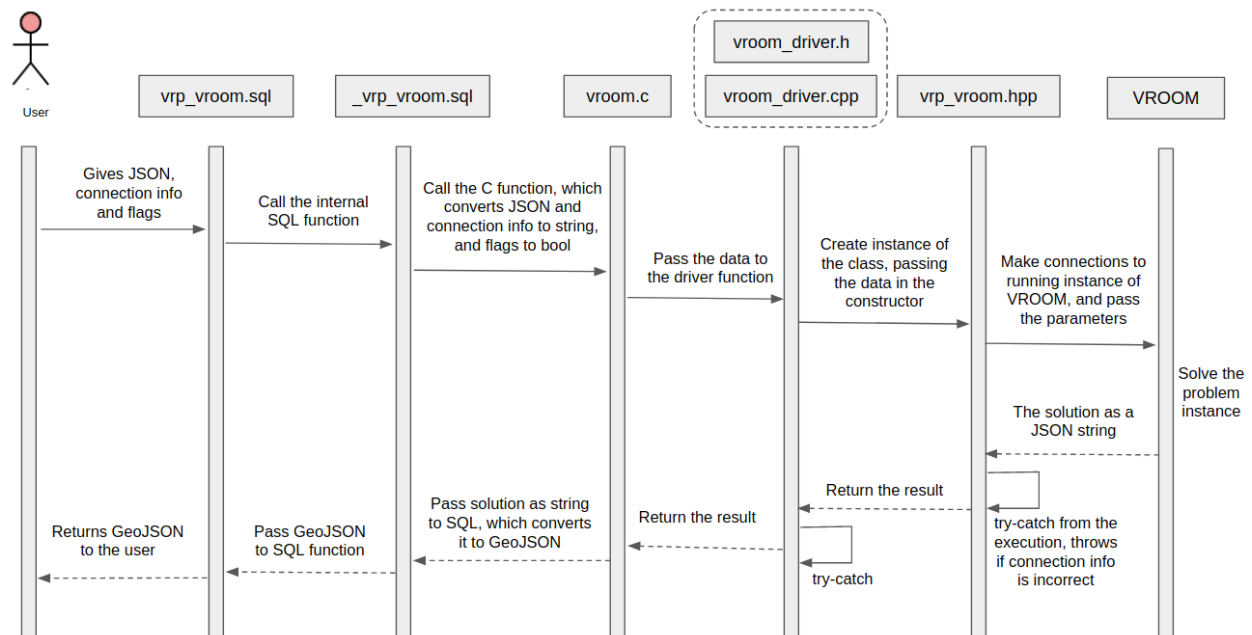 vroom_driver.h
User
vrp_vroom.sql
_vrp_vroom.sql
vroom.c
vroom_driver.cpp
vrp_vroom.hpp
VROOM
Gives JSON,
connection info
and flags
Call the internal
SQL function
Call the C function, which
converts JSON and
connection info to string,
and flags to bool
Pass the data to
the driver function
Create instance of
the class, passing
the data in the
constructor
Make connections to
running instance of
VROOM, and pass
the parameters
Solve the
problem
instance
The solution as a
JSON string
try-catch from the
execution, throws
if connection info
is incorrect
Return the result
try-catch
Return the result
Pass solution as string
to SQL, which converts
it to GeoJSON
Pass GeoJSON
to SQL function
Returns GeoJSON
to the user